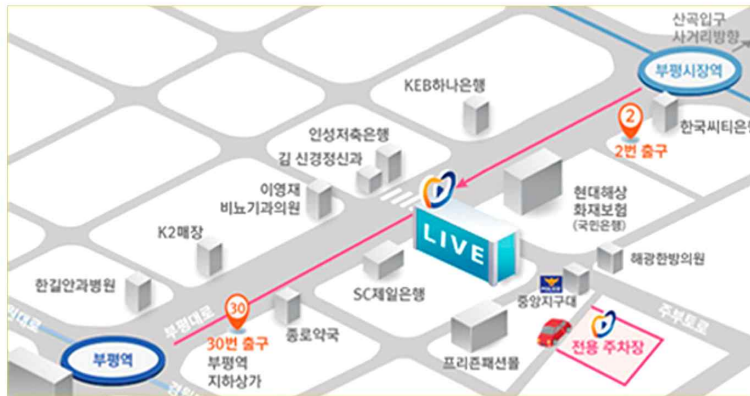 산곡입구
사거리방향
부평시장역
KEB하나은행
2
2번 출구
한국씨티은행
인성저축은행
김 신경정신과
이영재
비뇨기과의원
현대해상
화재보험
(국민은행)
K2매장
LIVE
해광한방의원
한길안과병원
SC제일은행
POLICE
중앙지구대
부평대로
30
30번 출구
부평역
지하상가
종로약국
주부토로
프리즌패션몰
전용 주차장
부평역